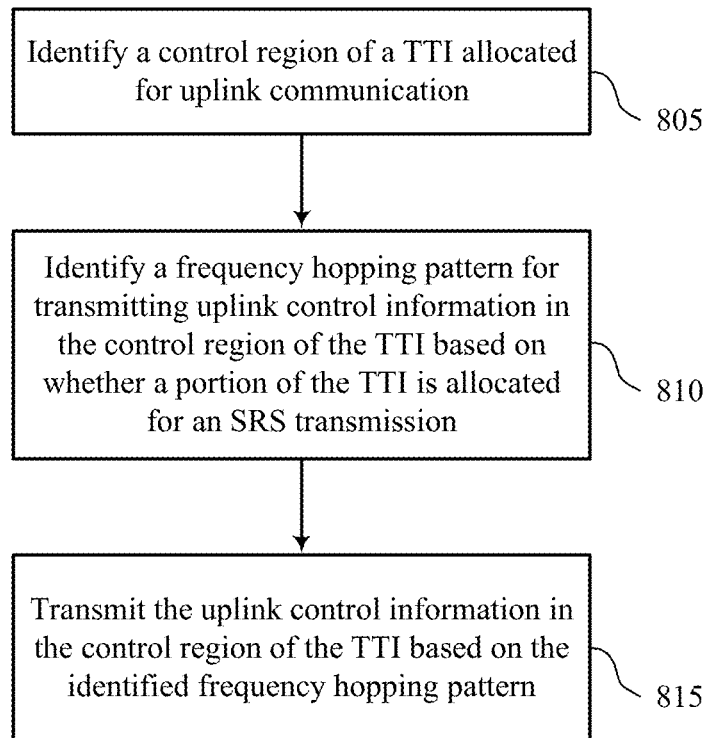 Identify a control region of a TTI allocated
for uplink communication
805
Identify a frequency hopping pattern for
transmitting uplink control information in
the control region of the TTI based on
whether a portion of the TTI is allocated
for an SRS transmission
810
Transmit the uplink control information in
the control region of the TTI based on the
identified frequency hopping pattern
815